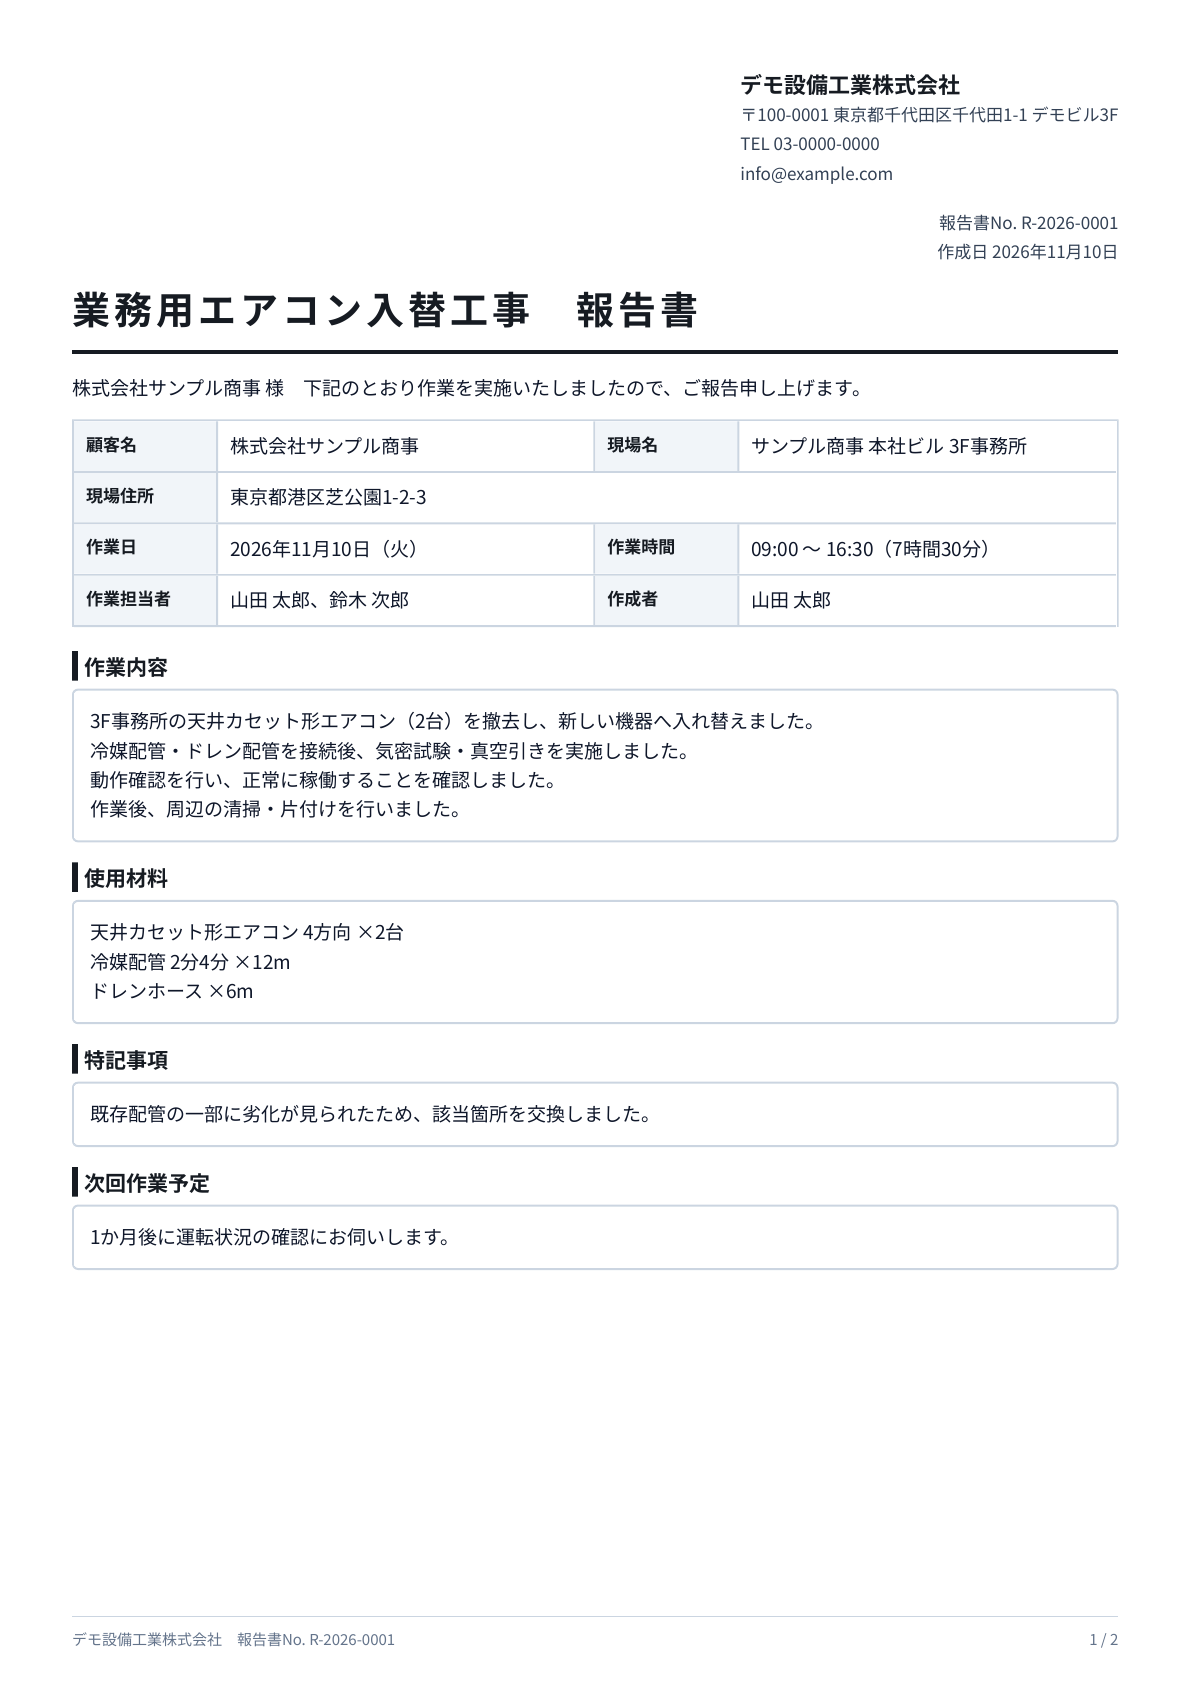 デモ設備工業株式会社
〒100-0001 東京都千代田区千代田1-1 デモビル3F
TEL 03-0000-0000
info@example.com
報告書No. R-2026-0001
作成日 2026年11月10日
業務用エアコン入替工事　報告書
株式会社サンプル商事 様　下記のとおり作業を実施いたしましたので、ご報告申し上げます。
顧客名 株式会社サンプル商事 現場名 サンプル商事 本社ビル 3F事務所
現場住所 東京都港区芝公園1-2-3
作業日 2026年11月10日（火） 作業時間 09:00 〜 16:30（7時間30分）
作業担当者 山田 太郎、鈴木 次郎 作成者 山田 太郎
作業内容
3F事務所の天井カセット形エアコン（2台）を撤去し、新しい機器へ入れ替えました。
冷媒配管・ドレン配管を接続後、気密試験・真空引きを実施しました。
動作確認を行い、正常に稼働することを確認しました。
作業後、周辺の清掃・片付けを行いました。
使用材料
天井カセット形エアコン 4方向 ×2台
冷媒配管 2分4分 ×12m
ドレンホース ×6m
特記事項
既存配管の一部に劣化が見られたため、該当箇所を交換しました。
次回作業予定
1か月後に運転状況の確認にお伺いします。
デモ設備工業株式会社　報告書No. R-2026-0001 1 / 2